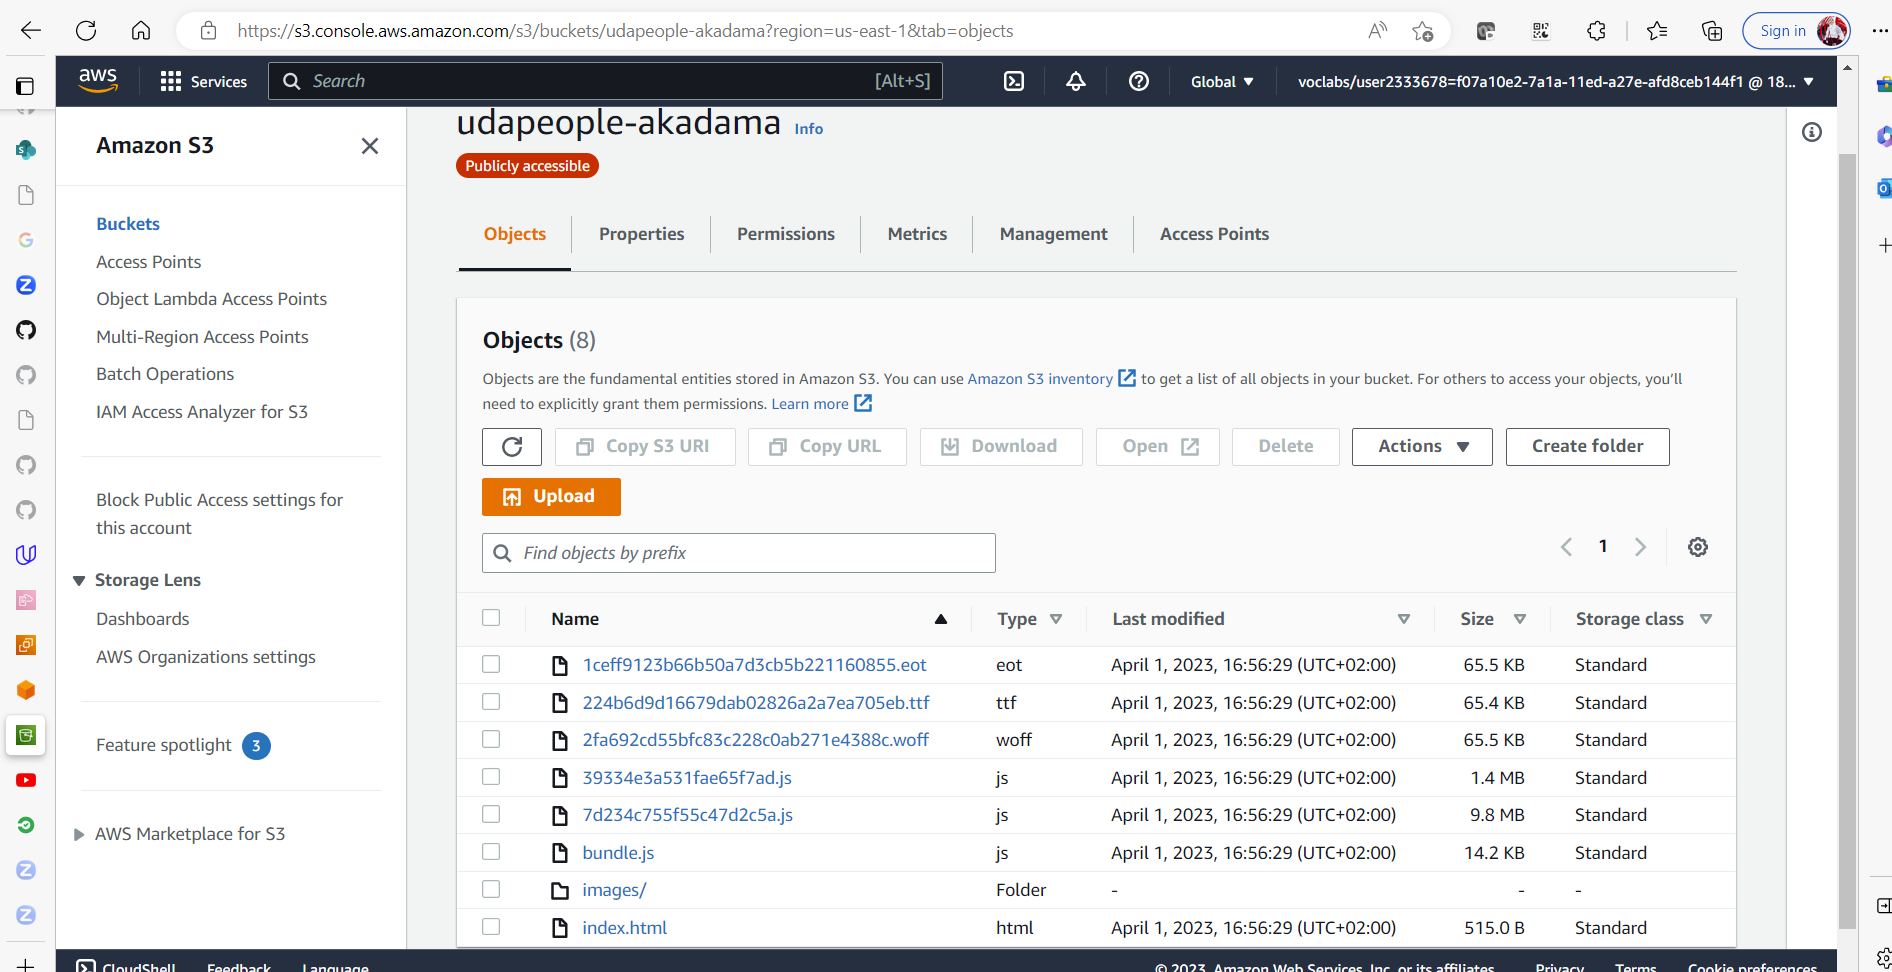 https://s3.console.aws.amazon.com/s3/buckets/udapeople-akadama?region=us-east-1&tab=objects
Sign in
aws
Services
Search
[Alt+S]
Global
voclabs/user2333678=f07a10e2-7a1a-11ed-a27e-afd8ceb144f1 @ 18...
Amazon S3
Buckets
Access Points
Object Lambda Access Points
Multi-Region Access Points
Batch Operations
IAM Access Analyzer for S3
Block Public Access settings for
this account
Storage Lens
Dashboards
AWS Organizations settings
Feature spotlight 3
AWS Marketplace for S3
udapeople-akadama Info
Publicly accessible
Objects
Properties
Permissions
Metrics
Management
Access Points
Objects (8)
Objects are the fundamental entities stored in Amazon S3. You can use Amazon S3 inventory to get a list of all objects in your bucket. For others to access your objects, you'll
need to explicitly grant them permissions. Learn more
Copy S3 URI
Copy URL
Download
Open
Delete
Actions
Create folder
Upload
Find objects by prefix
1
Name Type Last modified Size Storage class
1ceff9123b66b50a7d3cb5b221160855.eot eot April 1, 2023, 16:56:29 (UTC+02:00) 65.5 KB Standard
224b6d9d16679dab02826a2a7ea705eb.ttf ttf April 1, 2023, 16:56:29 (UTC+02:00) 65.4 KB Standard
2fa692cd55bfc83c228c0ab271e4388c.woff woff April 1, 2023, 16:56:29 (UTC+02:00) 65.5 KB Standard
39334e3a531fae65f7ad.js js April 1, 2023, 16:56:29 (UTC+02:00) 1.4 MB Standard
7d234c755f55c47d2c5a.js js April 1, 2023, 16:56:29 (UTC+02:00) 9.8 MB Standard
bundle.js js April 1, 2023, 16:56:29 (UTC+02:00) 14.2 KB Standard
images/ Folder - - -
index.html html April 1, 2023, 16:56:29 (UTC+02:00) 515.0 B Standard
CloudShell
Feedback
Language
© 2023, Amazon Web Services, Inc. or its affiliates.
Privacy
Terms
Cookie preferences